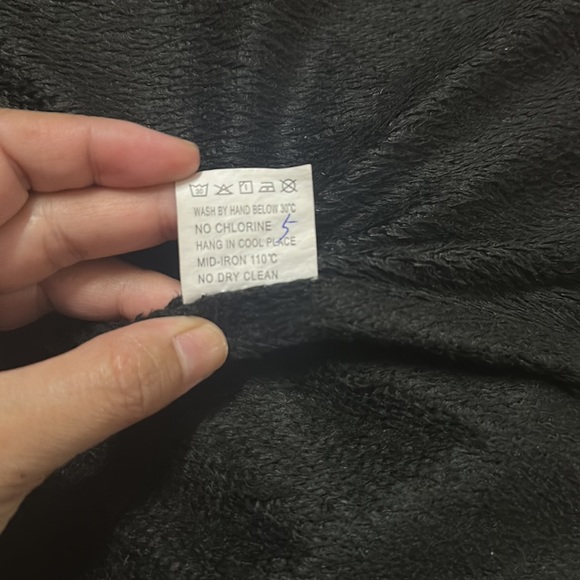 WASH BY HAND BELOW 30℃
NO CHLORINE 5
HANG IN COOL PLACE
MID-IRON 110℃
NO DRY CLEAN